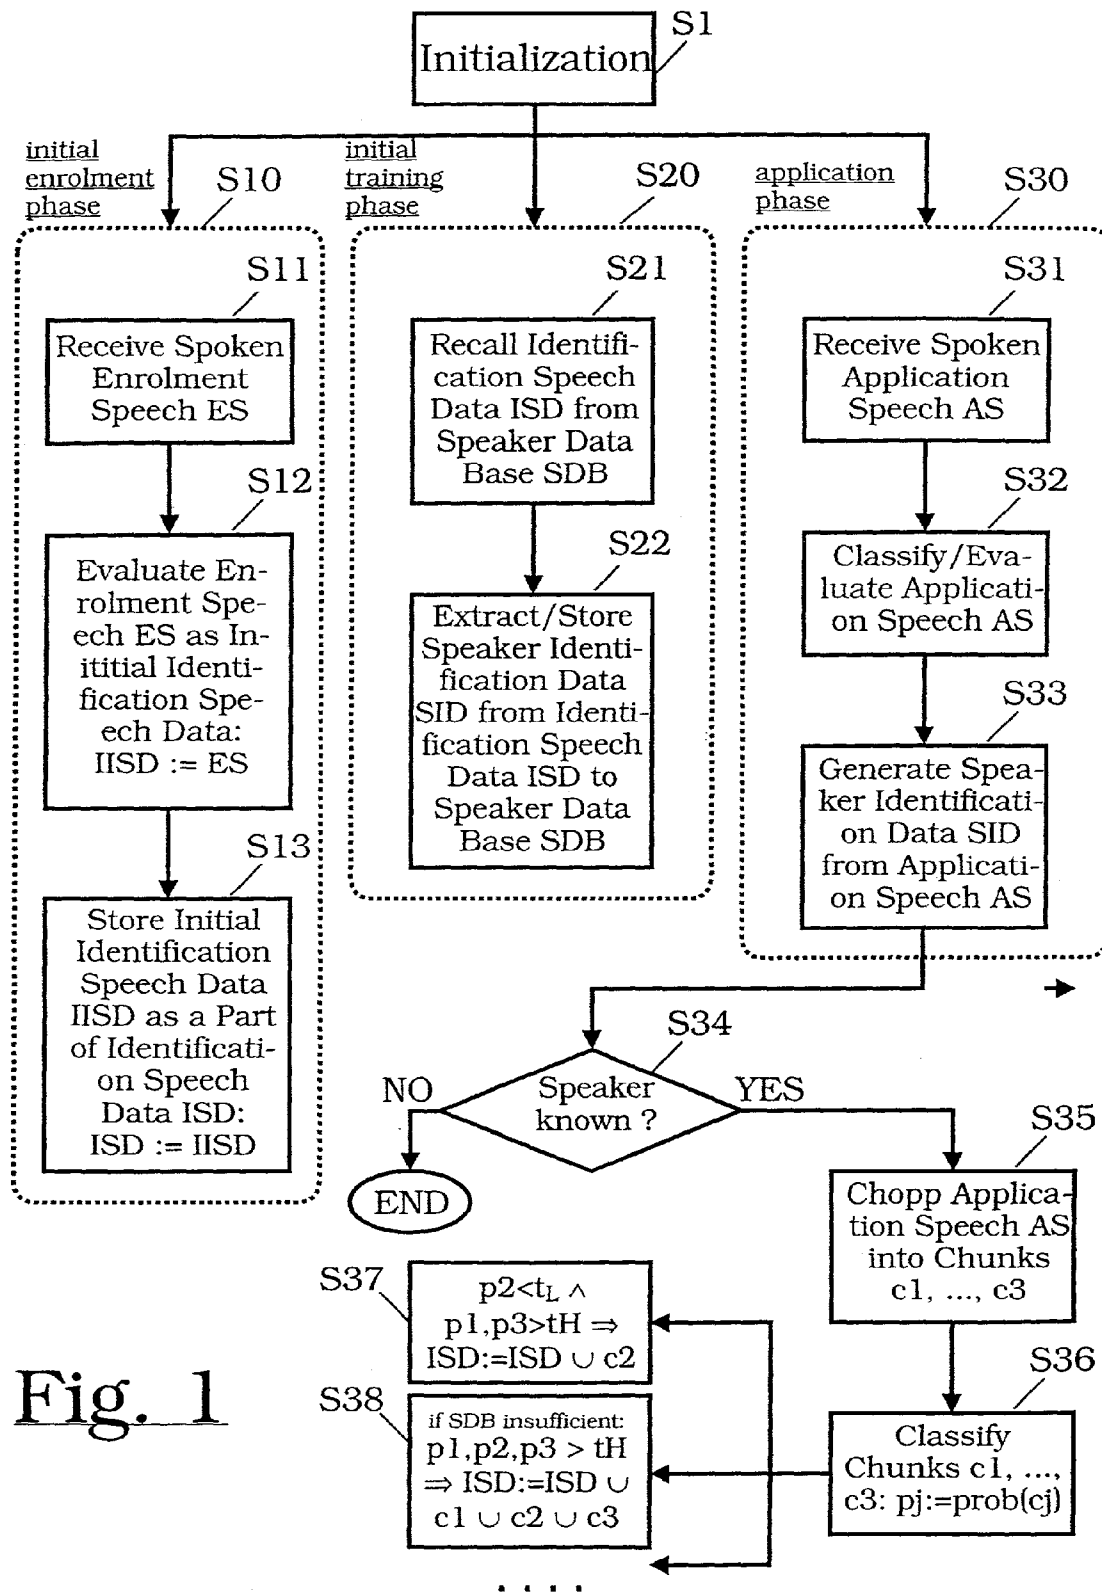 Initialization
S1
initial
enrolment
phase
S10
S11
Receive Spoken
Enrolment
Speech ES
S12
Evaluate En-
rolment Spe-
ech ES as In-
ititial Identi-
fication Spe-
ech Data:
IISD := ES
S13
Store Initial
Identification
Speech Data
IISD as a Part
of Identificati-
on Speech
Data ISD:
ISD := IISD
initial
training
phase
S20
S21
Recall Identifi-
cation Speech
Data ISD from
Speaker Data
Base SDB
S22
Extract/Store
Speaker Identi-
fication Data
SID from Identi-
fication Speech
Data ISD to
Speaker Data
Base SDB
application
phase
S30
S31
Receive Spoken
Application
Speech AS
S32
Classify/Eva-
luate Applicati-
on Speech AS
S33
Generate Spea-
ker Identificati-
on Data SID
from Applicati-
on Speech AS
S34
Speaker
known ?
NO
YES
END
S35
Chopp Applica-
tion Speech AS
into Chunks
c1, ..., c3
S36
Classify
Chunks c1, ...,
c3: pj:=prob(cj)
S37
p2<tL ∧
p1,p3>tH ⇒
ISD:=ISD ∪ c2
S38
if SDB insufficient:
p1,p2,p3 > tH
⇒ ISD:=ISD ∪
c1 ∪ c2 ∪ c3
Fig. 1